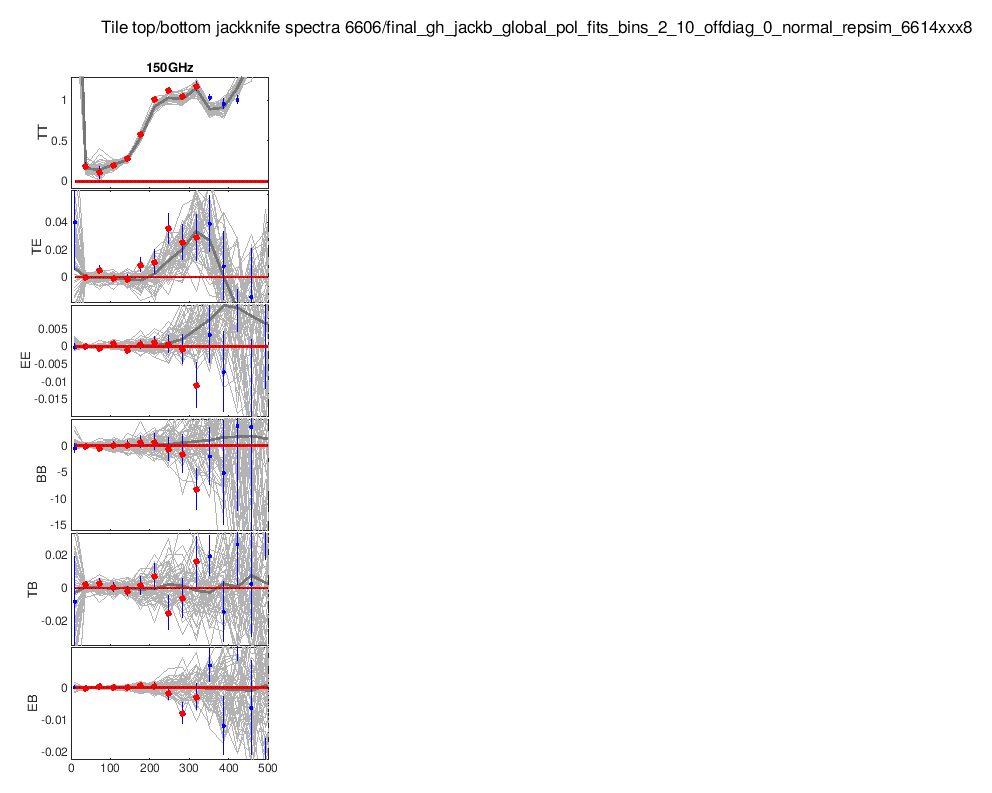 Tile top/bottom jackknife spectra 6606/final_gh_jackb_global_pol_fits_bins_2_10_offdiag_0_normal_repsim_6614xxx8
150GHz
1
0.5
0
TT
0.04
0.02
0
TE
0.005
0
-0.005
-0.01
-0.015
EE
0
-5
-10
-15
BB
0.02
0
-0.02
TB
0
-0.01
-0.02
EB
0 100 200 300 400 500